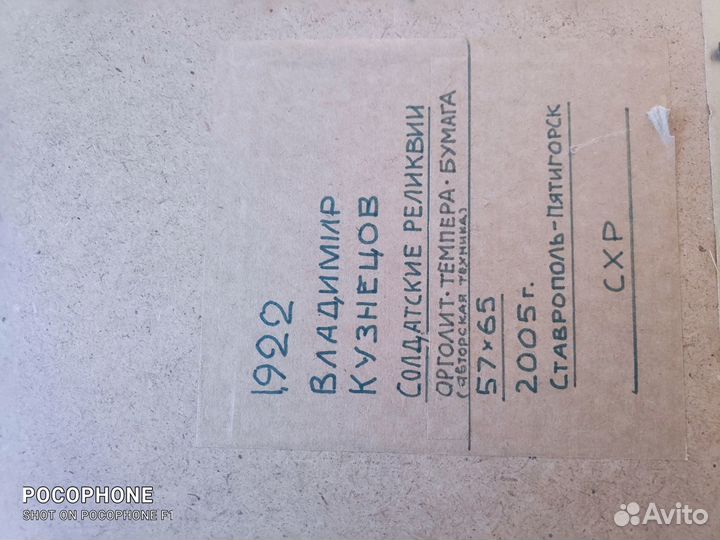 1922
ВЛАДИМИР
КУЗНЕЦОВ
СОЛДАТСКИЕ РЕЛИКВИИ
ОРГОЛИТ·ТЕМПЕРА·БУМАГА
(АВТОРСКАЯ ТЕХНИКА)
57×65
2005г.
СТАВРОПОЛЬ-ПЯТИГОРСК
СХР
POCOPHONE
SHOT ON POCOPHONE F1
Avito